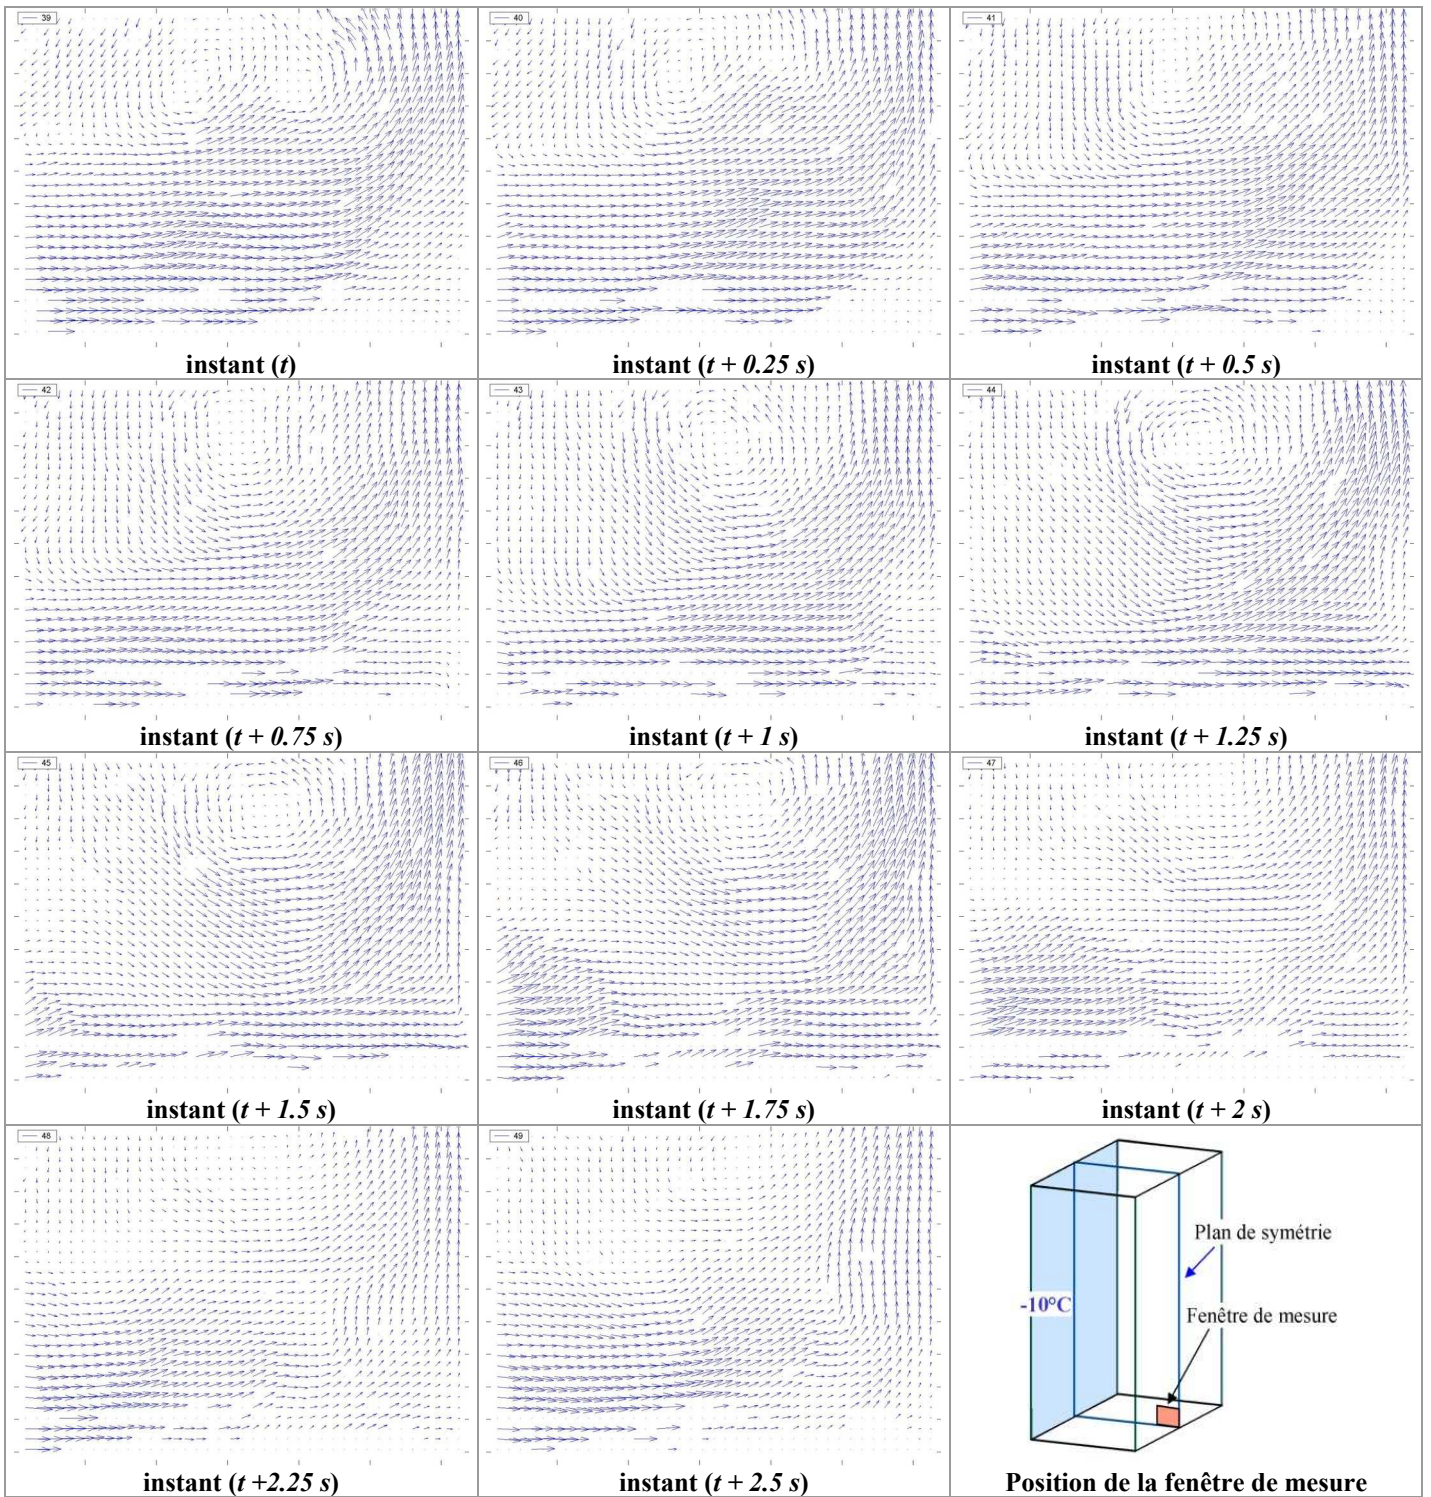 39
40
41
instant (t)
instant (t + 0.25 s)
instant (t + 0.5 s)
42
43
44
instant (t + 0.75 s)
instant (t + 1 s)
instant (t + 1.25 s)
45
46
47
instant (t + 1.5 s)
instant (t + 1.75 s)
instant (t + 2 s)
48
49
Plan de symétrie
-10°C
Fenêtre de mesure
instant (t +2.25 s)
instant (t + 2.5 s)
Position de la fenêtre de mesure